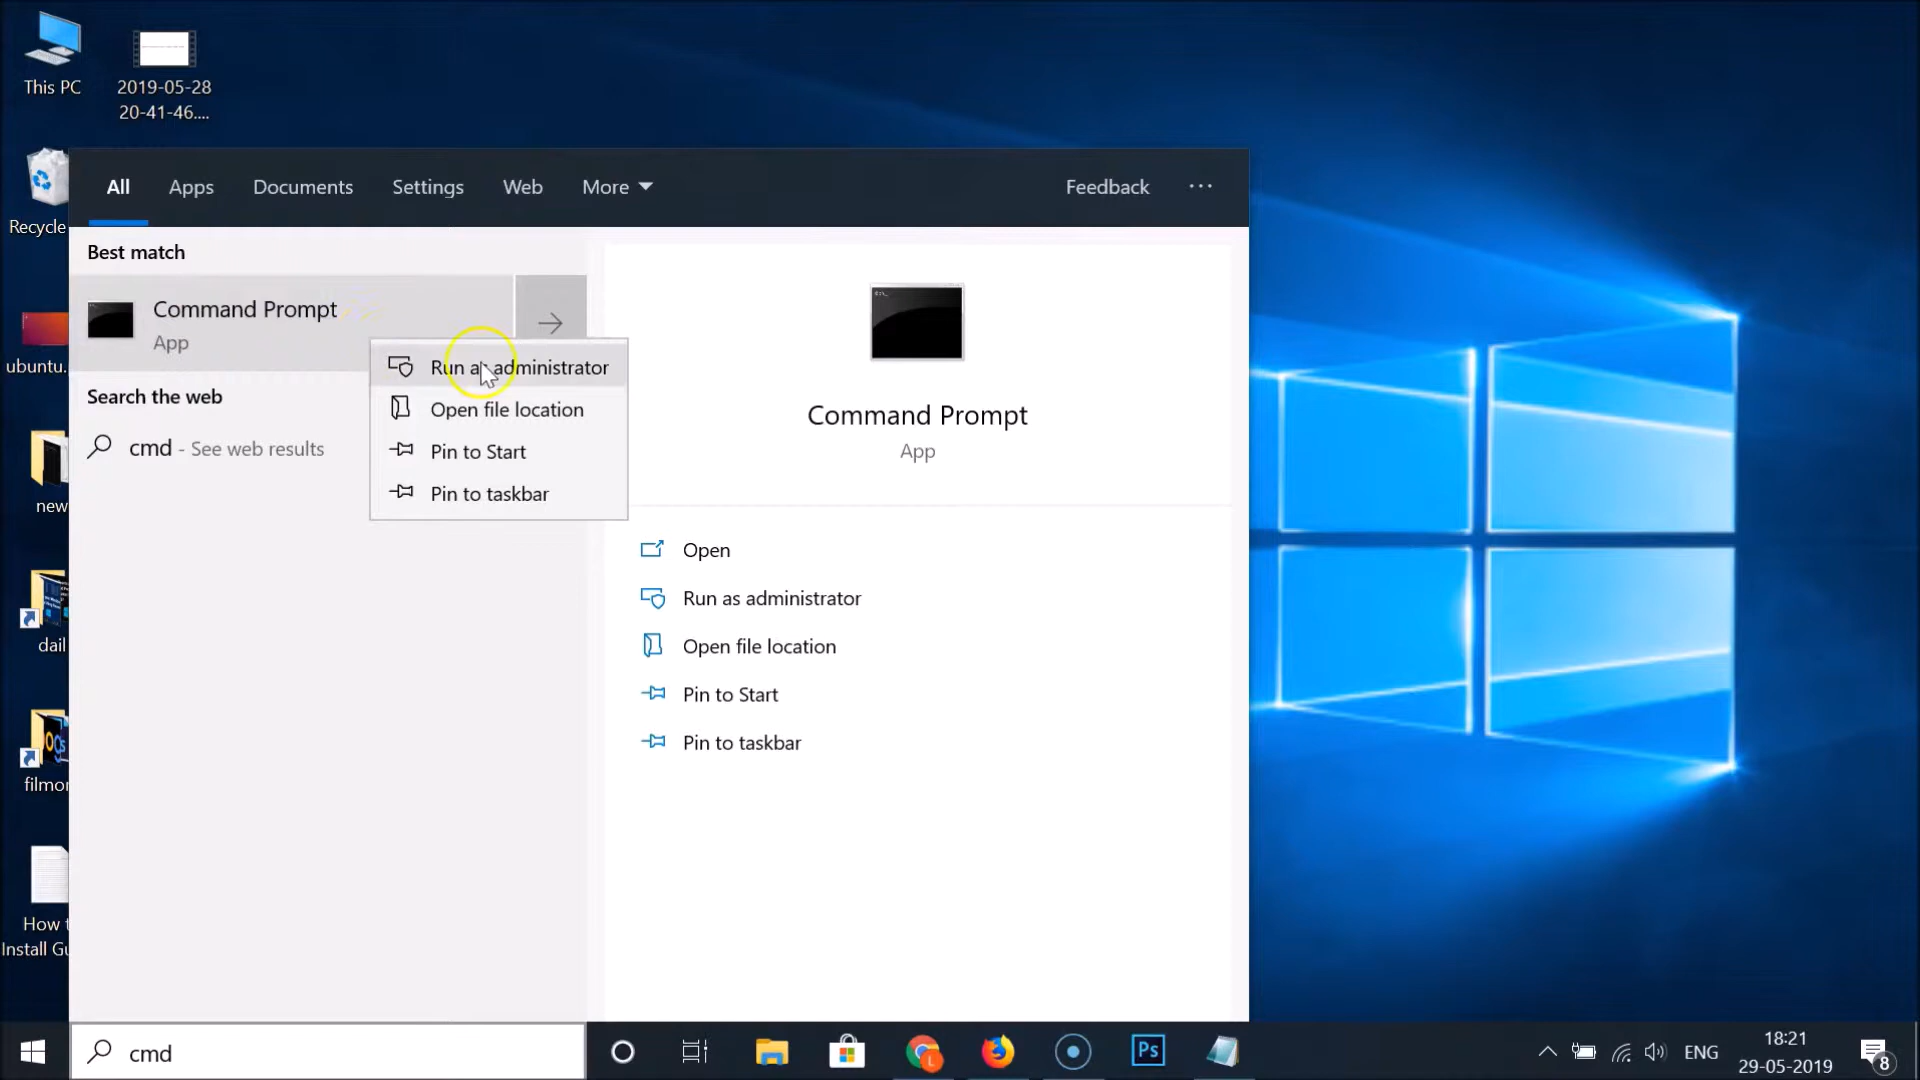 This PC
2019-05-28
20-41-46....
Recycle
ubuntu.
new
dail
filmor
How t
Install Gu
All
Apps
Documents
Settings
Web
More
Feedback
...
Best match
Command Prompt
App
Search the web
cmd - See web results
Run as administrator
Open file location
Pin to Start
Pin to taskbar
Command Prompt
App
Open
Run as administrator
Open file location
Pin to Start
Pin to taskbar
cmd
Ps
L
ENG
18:21
29-05-2019
8